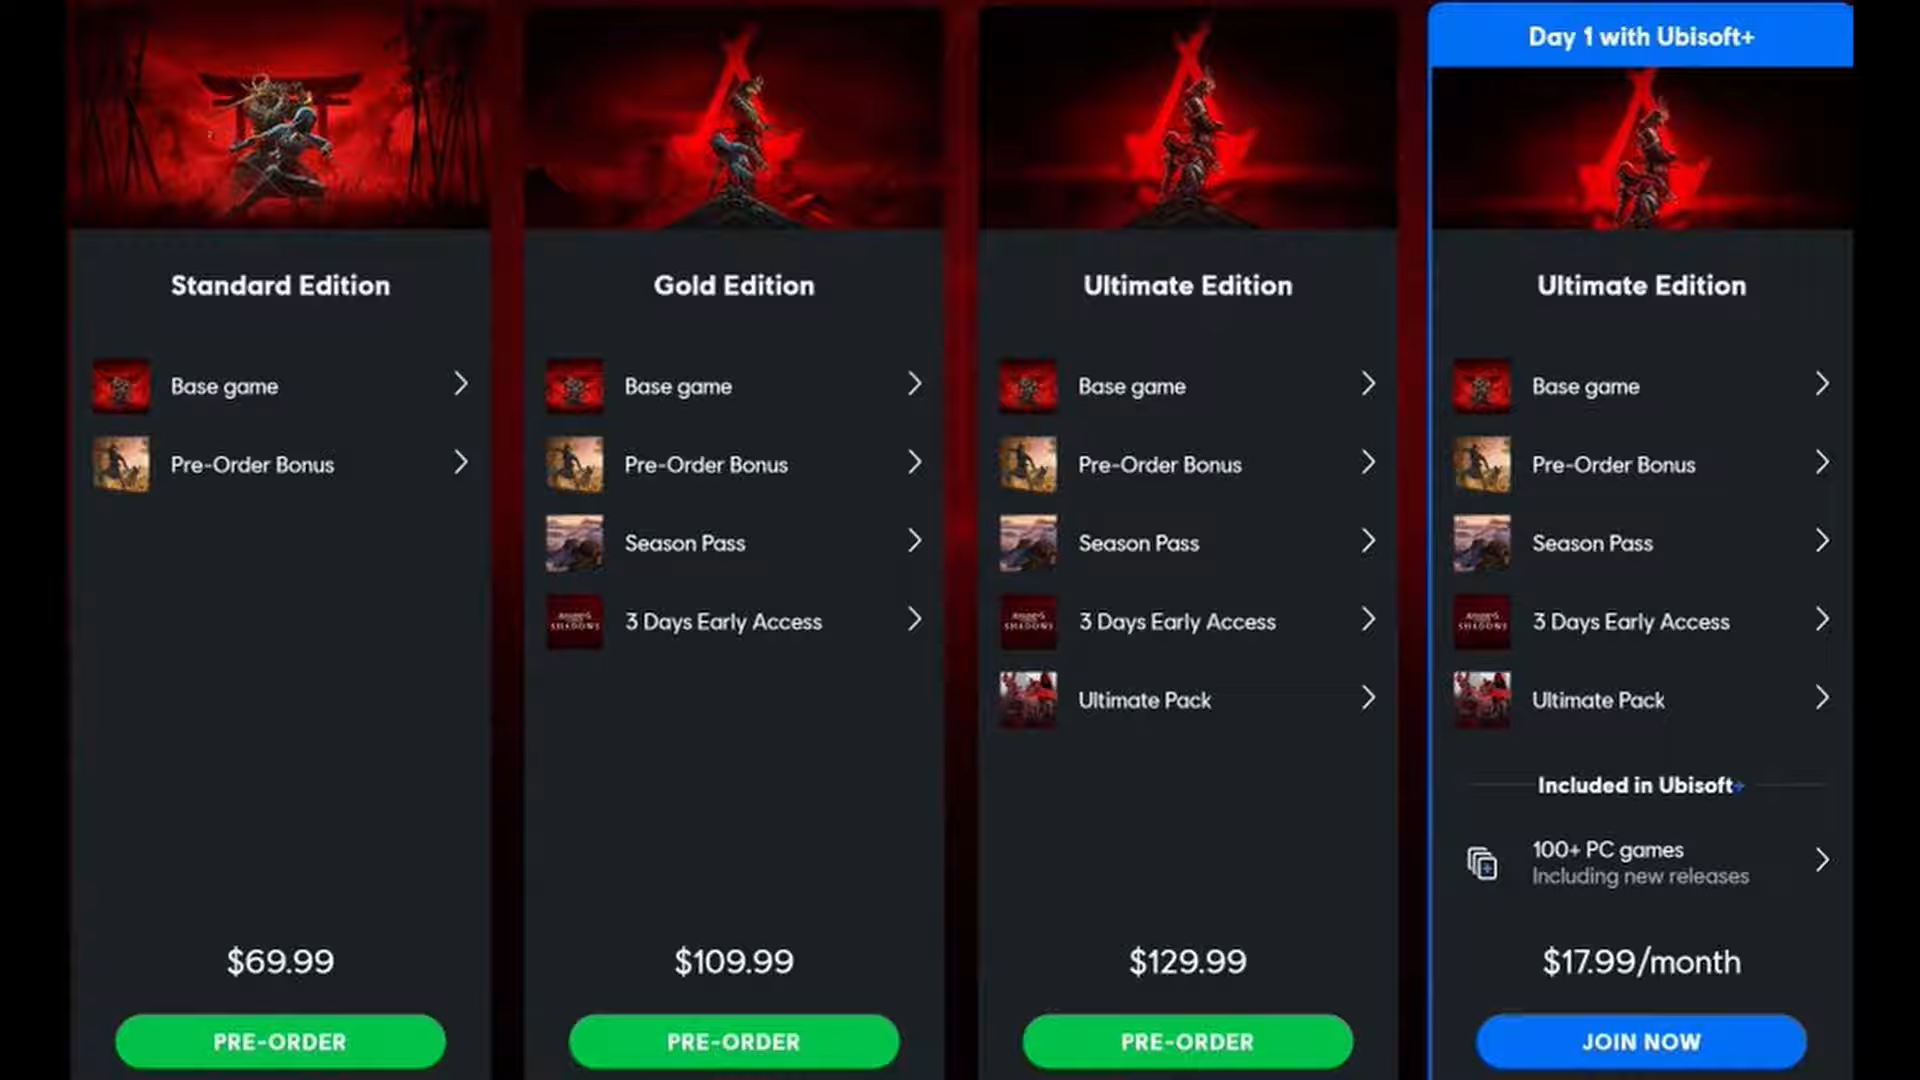 Standard Edition
Base game
Pre-Order Bonus
$69.99
PRE-ORDER
Gold Edition
Base game
Pre-Order Bonus
Season Pass
SHADOWS
3 Days Early Access
$109.99
PRE-ORDER
Ultimate Edition
Base game
Pre-Order Bonus
Season Pass
SHADOWS
3 Days Early Access
Ultimate Pack
$129.99
PRE-ORDER
Day 1 with Ubisoft+
Ultimate Edition
Base game
Pre-Order Bonus
Season Pass
SHADOWS
3 Days Early Access
Ultimate Pack
Included in Ubisoft+
100+ PC games
Including new releases
$17.99/month
JOIN NOW